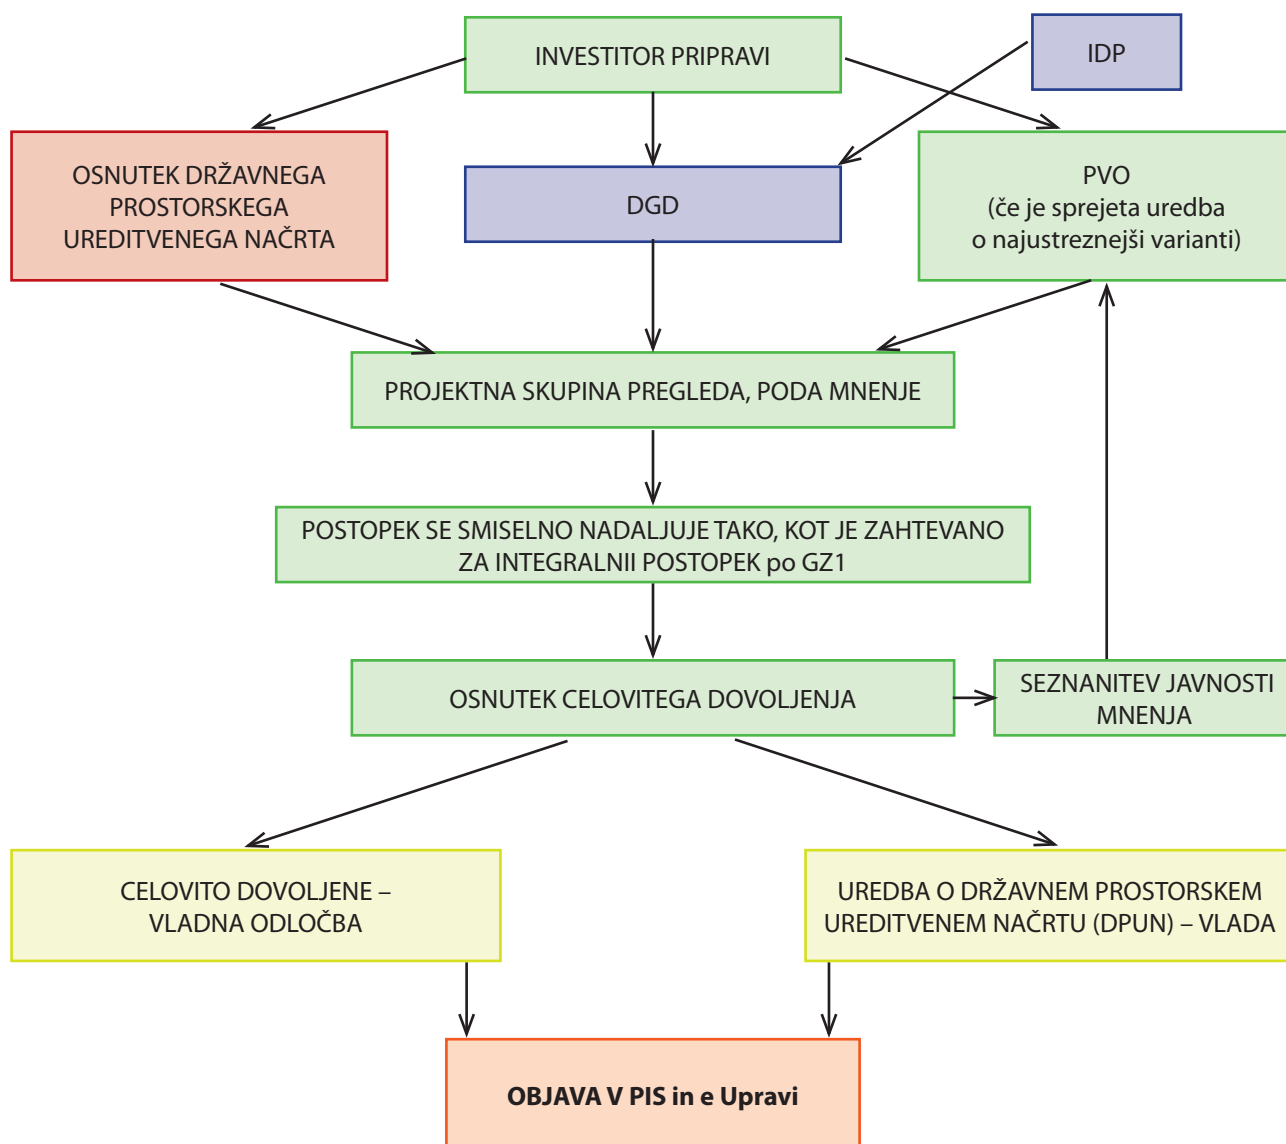 INVESTITOR PRIPRAVI
IDP
OSNUTEK DRŽAVNEGA
PROSTORSKEGA
UREDITVENEGA NAČRTA
DGD
PVO
(če je sprejeta uredba
o najustreznejši varianti)
PROJEKTNA SKUPINA PREGLEDA, PODA MNENJE
POSTOPEK SE SMISELNO NADALJUJE TAKO, KOT JE ZAHTEVANO
ZA INTEGRALNII POSTOPEK po GZ1
OSNUTEK CELOVITEGA DOVOLJENJA
SEZNANITEV JAVNOSTI
MNENJA
CELOVITO DOVOLJENE –
VLADNA ODLOČBA
UREDBA O DRŽAVNEM PROSTORSKEM
UREDITVENEM NAČRTU (DPUN) – VLADA
OBJAVA V PIS in e Upravi